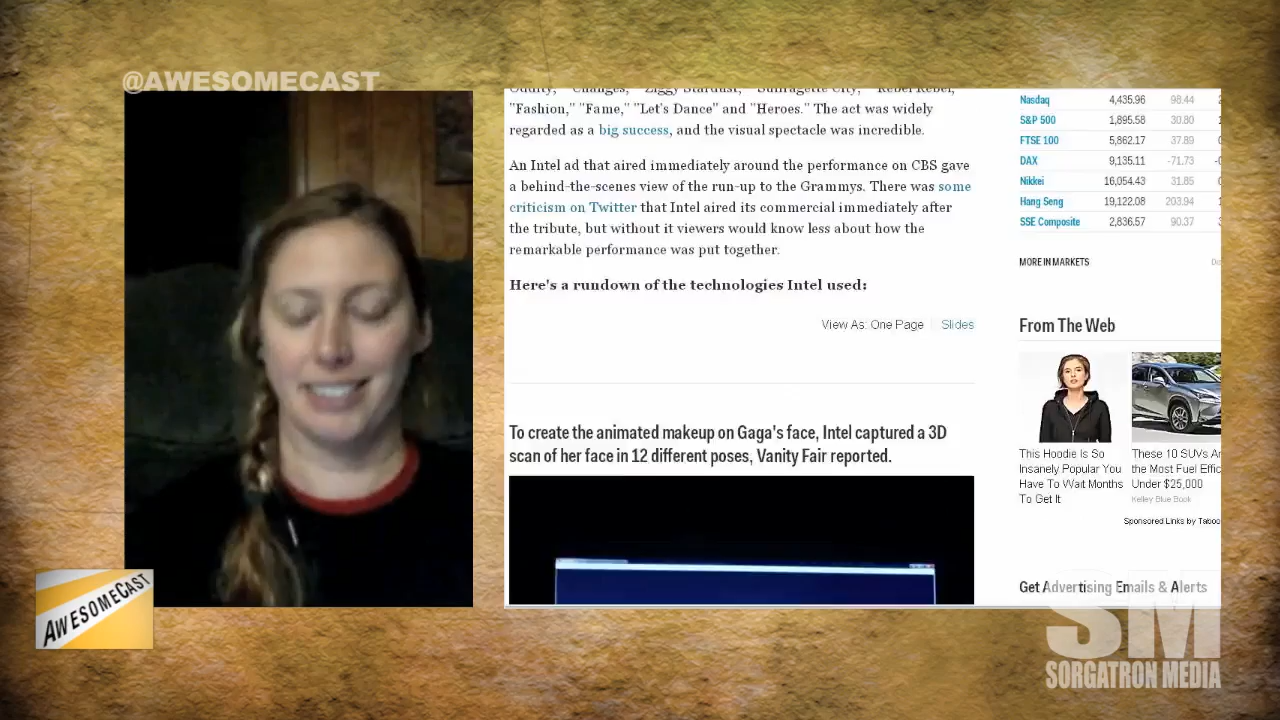 @AWESOMECAST
Oddity," "Changes," "Ziggy Stardust," "Suffragette City," "Rebel Rebel,"
"Fashion," "Fame," "Let's Dance" and "Heroes." The act was widely
regarded as a big success, and the visual spectacle was incredible.
An Intel ad that aired immediately around the performance on CBS gave
a behind-the-scenes view of the run-up to the Grammys. There was some
criticism on Twitter that Intel aired its commercial immediately after
the tribute, but without it viewers would know less about how the
remarkable performance was put together.
Here's a rundown of the technologies Intel used:
View As: One Page Slides
To create the animated makeup on Gaga's face, Intel captured a 3D
scan of her face in 12 different poses, Vanity Fair reported.
Nasdaq 4,435.96 98.44
S&P 500 1,895.58 30.80
FTSE 100 5,862.17 37.89
DAX 9,135.11 -71.73
Nikkei 16,054.43 31.85
Hang Seng 19,122.08 203.94
SSE Composite 2,836.57 90.37
MORE IN MARKETS
From The Web
This Hoodie Is So
Insanely Popular You
Have To Wait Months
To Get It
These 10 SUVs Ar
the Most Fuel Effic
Under $25,000
Kelley Blue Book
Sponsored Links by Taboo
Get Advertising Emails & Alerts
AWESOMECAST
SM
SORGATRON MEDIA